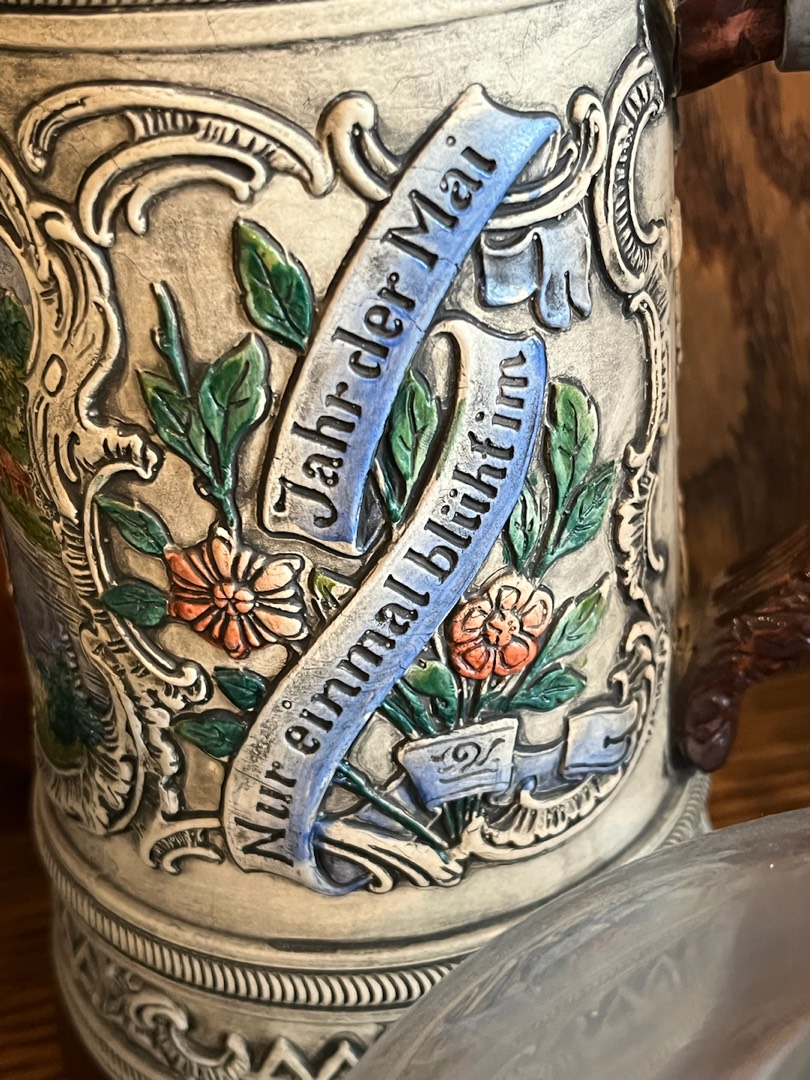 Nur einmal blüht im
Jahr der Mai